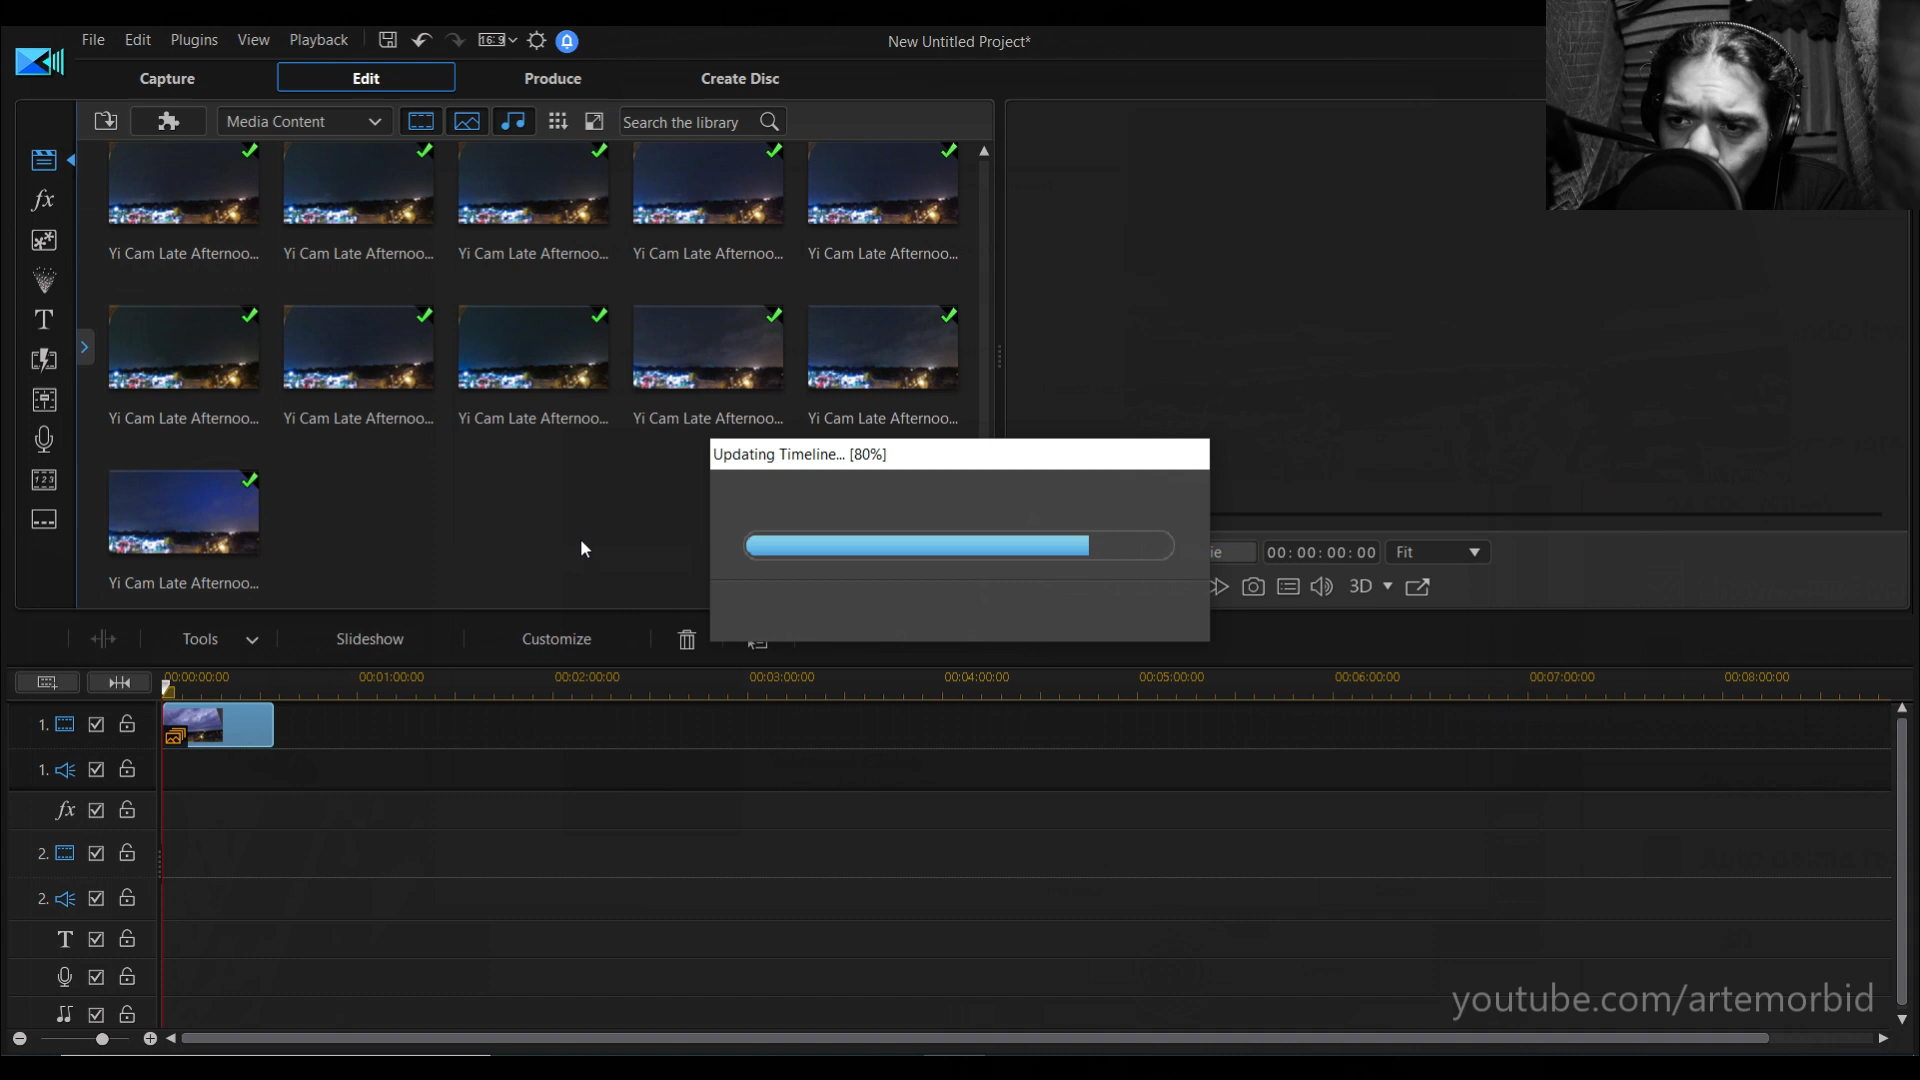 File Edit Plugins View Playback 16:9 New Untitled Project*
Capture Edit Produce Create Disc
Media Content Search the library
Yi Cam Late Afternoo... Yi Cam Late Afternoo... Yi Cam Late Afternoo... Yi Cam Late Afternoo... Yi Cam Late Afternoo...
Yi Cam Late Afternoo... Yi Cam Late Afternoo... Yi Cam Late Afternoo... Yi Cam Late Afternoo... Yi Cam Late Afternoo...
Updating Timeline... [80%]
ie 00:00:00:00 Fit
Yi Cam Late Afternoo... 3D
Tools Slideshow Customize
00:00:00:00 00:01:00:00 00:02:00:00 00:03:00:00 00:04:00:00 00:05:00:00 00:06:00:00 00:07:00:00 00:08:00:00
1.
1.
fx
2.
2.
T
youtube.com/artemorbid